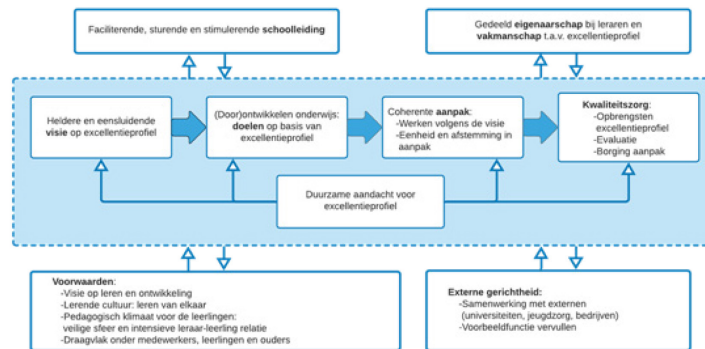 Faciliterende, sturende en stimulerende schoolleiding
Gedeeld eigenaarschap bij leraren en
vakmanschap t.a.v. excellentieprofiel
Heldere en eensluidende
visie op excellentieprofiel
(Door)ontwikkelen onderwijs:
doelen op basis van
excellentieprofiel
Coherente aanpak:
-Werken volgens de visie
-Eenheid en afstemming in
aanpak
Kwaliteitszorg:
-Opbrengsten
excellentieprofiel
-Evaluatie
-Borging aanpak
Duurzame aandacht voor
excellentieprofiel
Voorwaarden:
-Visie op leren en ontwikkeling
-Lerende cultuur: leren van elkaar
-Pedagogisch klimaat voor de leerlingen:
veilige sfeer en intensieve leraar-leerling relatie
-Draagvlak onder medewerkers, leerlingen en ouders
Externe gerichtheid:
-Samenwerking met externen
(universiteiten, jeugdzorg, bedrijven)
-Voorbeeldfunctie vervullen